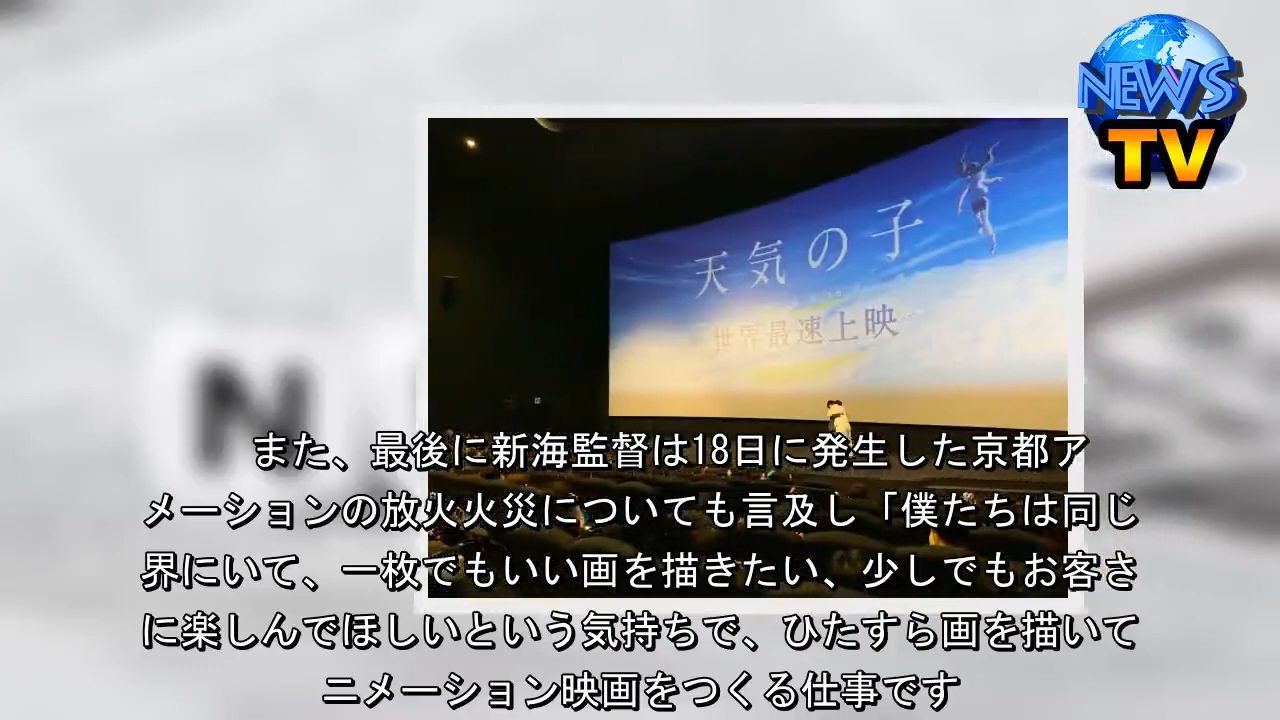 NEWS
TV
天気の子
世界最速上映
また、最後に新海監督は18日に発生した京都ア
メーションの放火火災についても言及し「僕たちは同じ
界にいて、一枚でもいい画を描きたい、少しでもお客さ
に楽しんでほしいという気持ちで、ひたすら画を描いて
ニメーション映画をつくる仕事です